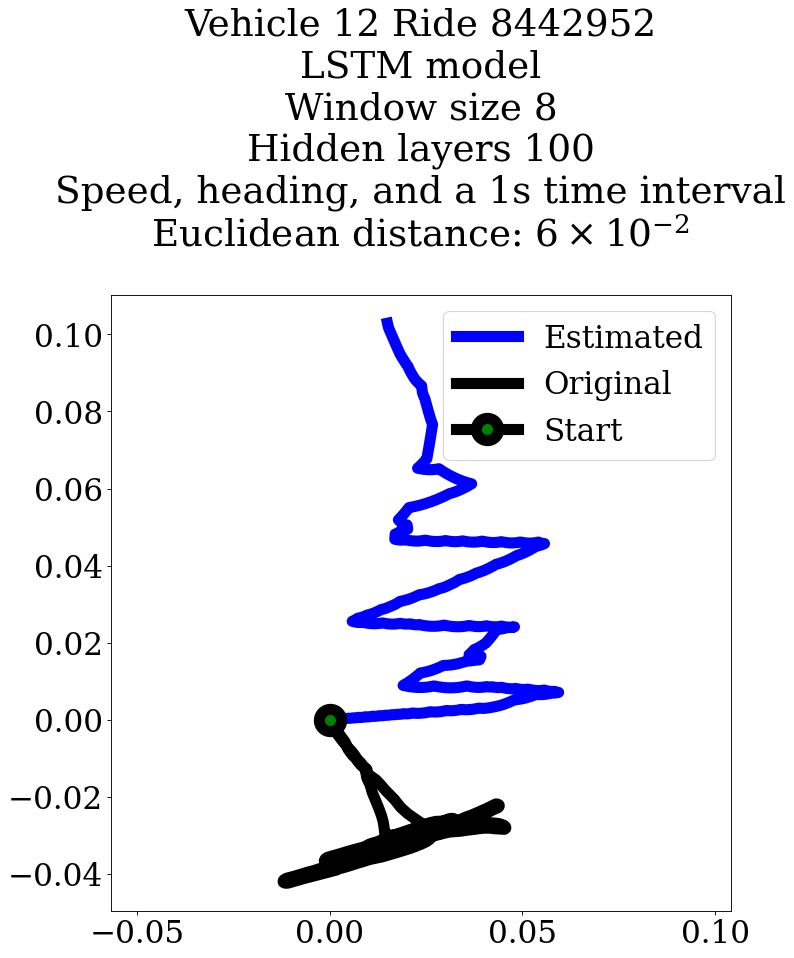 Vehicle 12 Ride 8442952
LSTM model
Window size 8
Hidden layers 100
Speed, heading, and a 1s time interval
Euclidean distance: 6 × 10⁻²
Estimated
Original
Start
0.10
0.08
0.06
0.04
0.02
0.00
−0.02
−0.04
−0.05 0.00 0.05 0.10